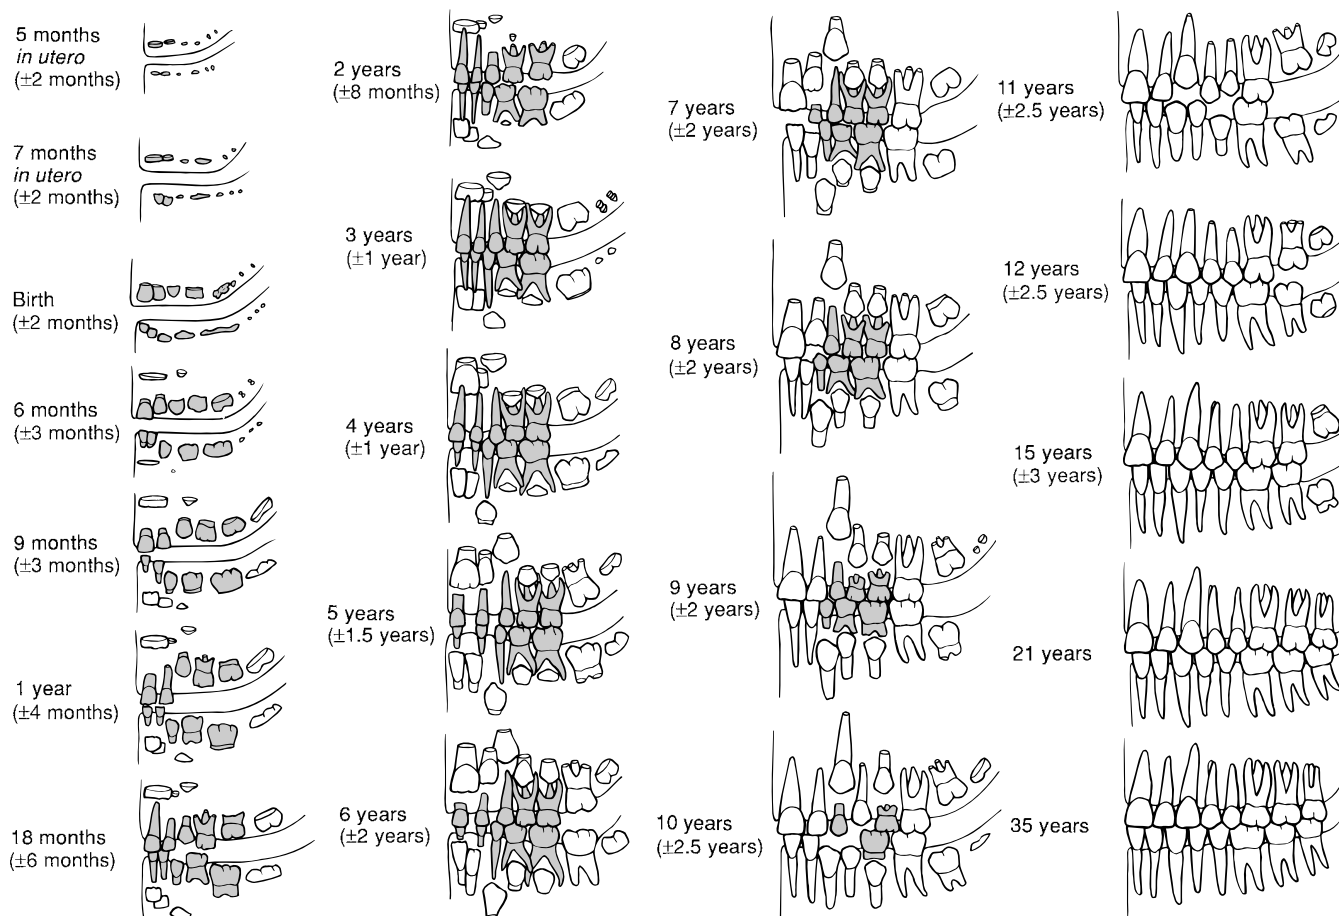 5 months
in utero
(±2 months)
7 months
in utero
(±2 months)
Birth
(±2 months)
6 months
(±3 months)
9 months
(±3 months)
1 year
(±4 months)
18 months
(±6 months)
2 years
(±8 months)
3 years
(±1 year)
4 years
(±1 year)
5 years
(±1.5 years)
6 years
(±2 years)
7 years
(±2 years)
8 years
(±2 years)
9 years
(±2 years)
10 years
(±2.5 years)
11 years
(±2.5 years)
12 years
(±2.5 years)
15 years
(±3 years)
21 years
35 years